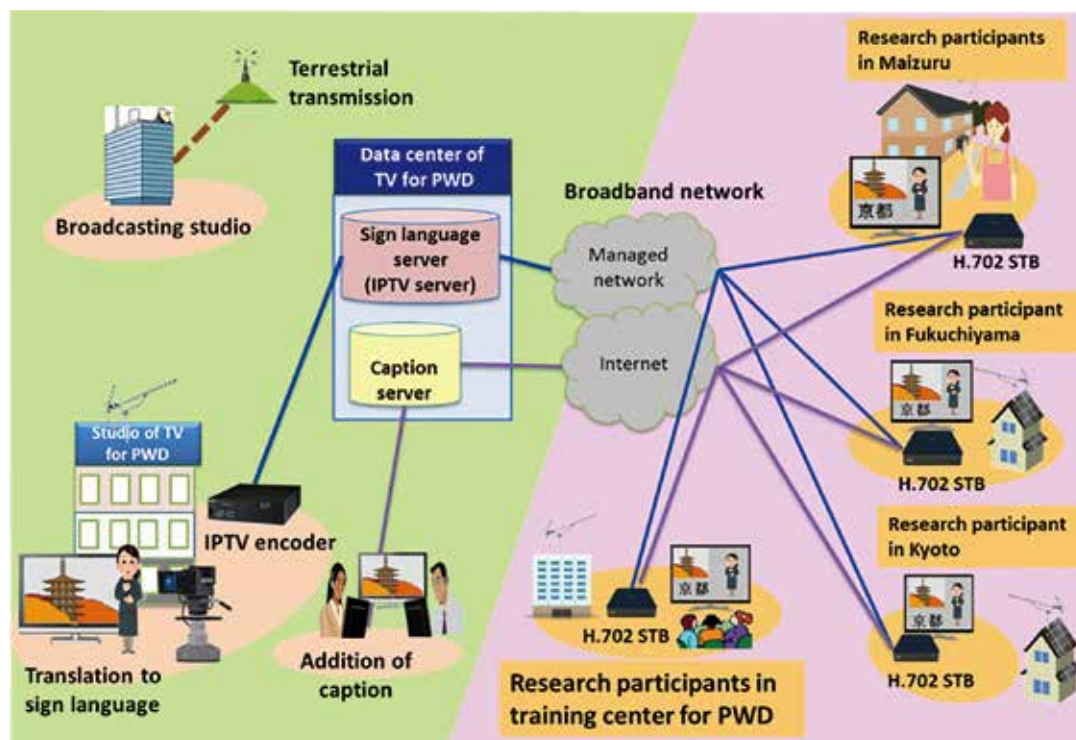 Terrestrial
transmission
Broadcasting studio
Data center of
TV for PWD
Sign language
server
(IPTV server)
Caption
server
Broadband network
Managed
network
Internet
Research participants
in Maizuru
京都
H.702 STB
Research participant
in Fukuchiyama
京都
H.702 STB
Research participant
in Kyoto
京都
H.702 STB
Studio of TV
for PWD
IPTV encoder
Translation to
sign language
Addition of
caption
京都
H.702 STB
Research participants in
training center for PWD